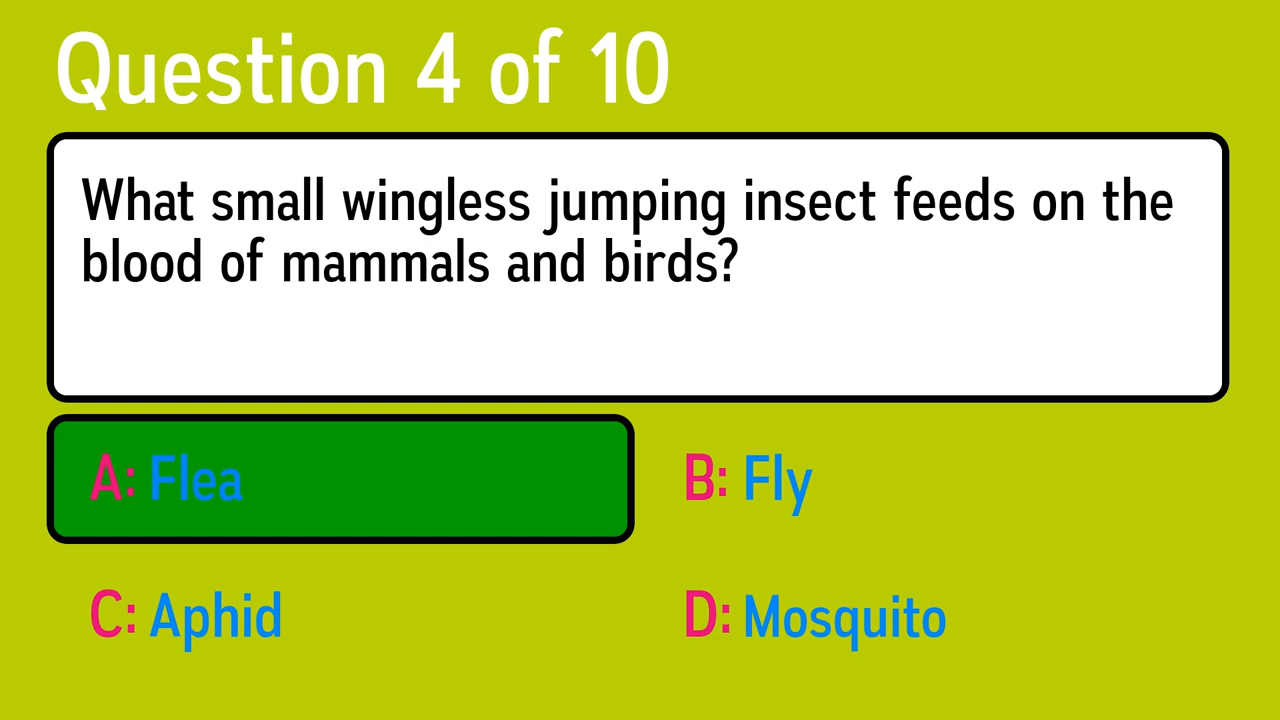 Question 4 of 10
What small wingless jumping insect feeds on the
blood of mammals and birds?
A: Flea
B: Fly
C: Aphid
D: Mosquito